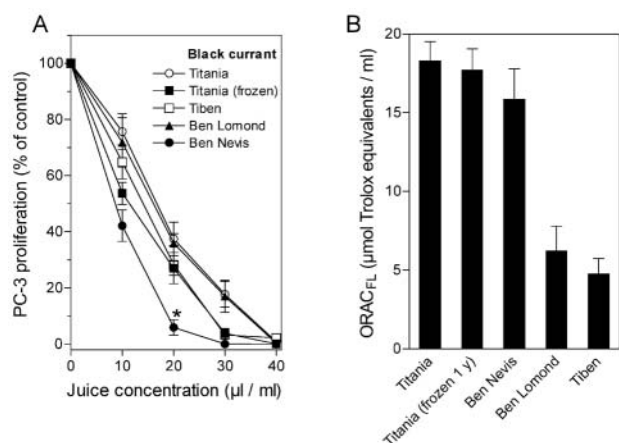 A
Black currant
Titania
Titania (frozen)
Tiben
Ben Lomond
Ben Nevis
PC-3 proliferation (% of control)
100
80
60
40
20
0
*
0 10 20 30 40
Juice concentration (µl / ml)
B
ORAC_FL (µmol Trolox equivalents / ml)
20
15
10
5
0
Titania
Titania (frozen 1 y)
Ben Nevis
Ben Lomond
Tiben